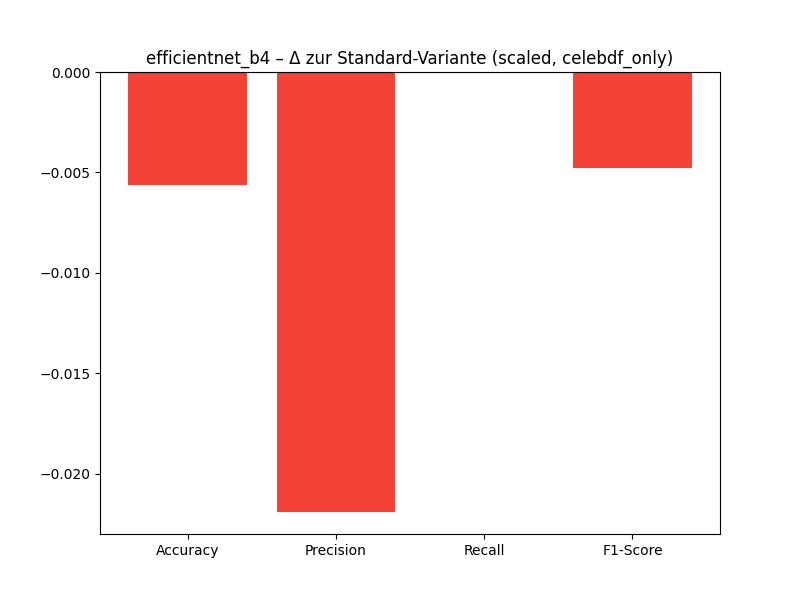 efficientnet_b4 – Δ zur Standard-Variante (scaled, celebdf_only)
0.000
−0.005
−0.010
−0.015
−0.020
Accuracy Precision Recall F1-Score